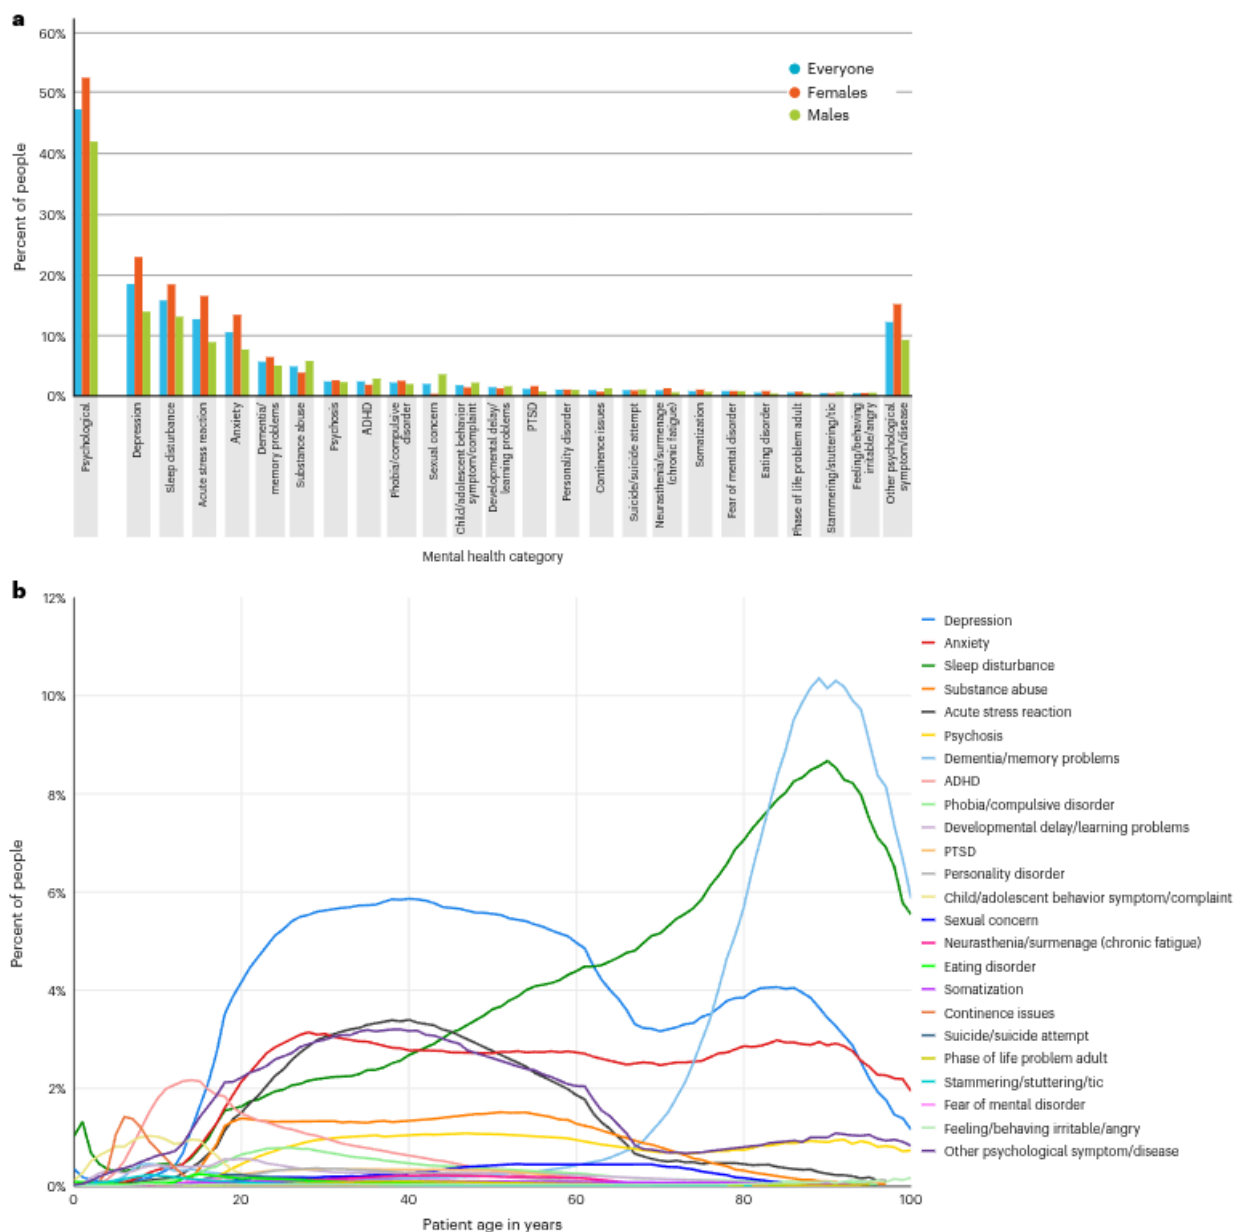 a
60%
50%
40%
30%
20%
10%
0%
Percent of people
Everyone
Females
Males
Psychological
Depression
Sleep disturbance
Acute stress reaction
Anxiety
Dementia/
memory problems
Substance abuse
Psychosis
ADHD
Phobia/compulsive
disorder
Sexual concern
Child/adolescent behavior
symptom/complaint
Developmental delay/
learning problems
PTSD
Personality disorder
Continence issues
Suicide/suicide attempt
Neurasthenia/surmenage
(chronic fatigue)
Somatization
Fear of mental disorder
Eating disorder
Phase of life problem adult
Stammering/stuttering/tic
Feeling/behaving
irritable/angry
Other psychological
symptom/disease
Mental health category
b
12%
10%
8%
6%
4%
2%
0%
Percent of people
0 20 40 60 80 100
Patient age in years
Depression
Anxiety
Sleep disturbance
Substance abuse
Acute stress reaction
Psychosis
Dementia/memory problems
ADHD
Phobia/compulsive disorder
Developmental delay/learning problems
PTSD
Personality disorder
Child/adolescent behavior symptom/complaint
Sexual concern
Neurasthenia/surmenage (chronic fatigue)
Eating disorder
Somatization
Continence issues
Suicide/suicide attempt
Phase of life problem adult
Stammering/stuttering/tic
Fear of mental disorder
Feeling/behaving irritable/angry
Other psychological symptom/disease